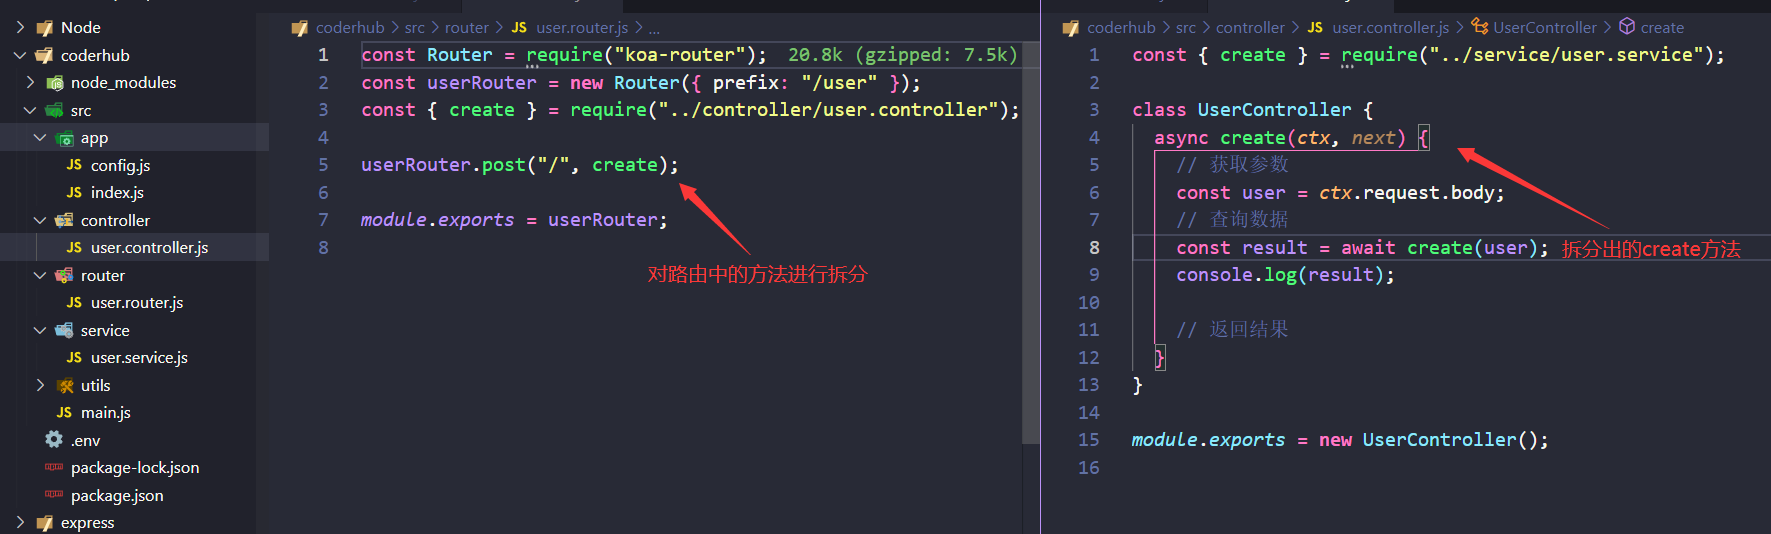 Node
coderhub
node_modules
src
app
JS config.js
JS index.js
controller
JS user.controller.js
router
JS user.router.js
service
JS user.service.js
utils
JS main.js
.env
package-lock.json
package.json
express
coderhub > src > router > JS user.router.js > ...
1 const Router = require("koa-router"); 20.8k (gzipped: 7.5k)
2 const userRouter = new Router({ prefix: "/user" });
3 const { create } = require("../controller/user.controller");
4
5 userRouter.post("/", create);
6
7 module.exports = userRouter;
8
对路由中的方法进行拆分
coderhub > src > controller > JS user.controller.js > UserController > create
1 const { create } = require("../service/user.service");
2
3 class UserController {
4 async create(ctx, next) {
5 // 获取参数
6 const user = ctx.request.body;
7 // 查询数据
8 const result = await create(user); 拆分出的create方法
9 console.log(result);
10
11 // 返回结果
12 }
13 }
14
15 module.exports = new UserController();
16